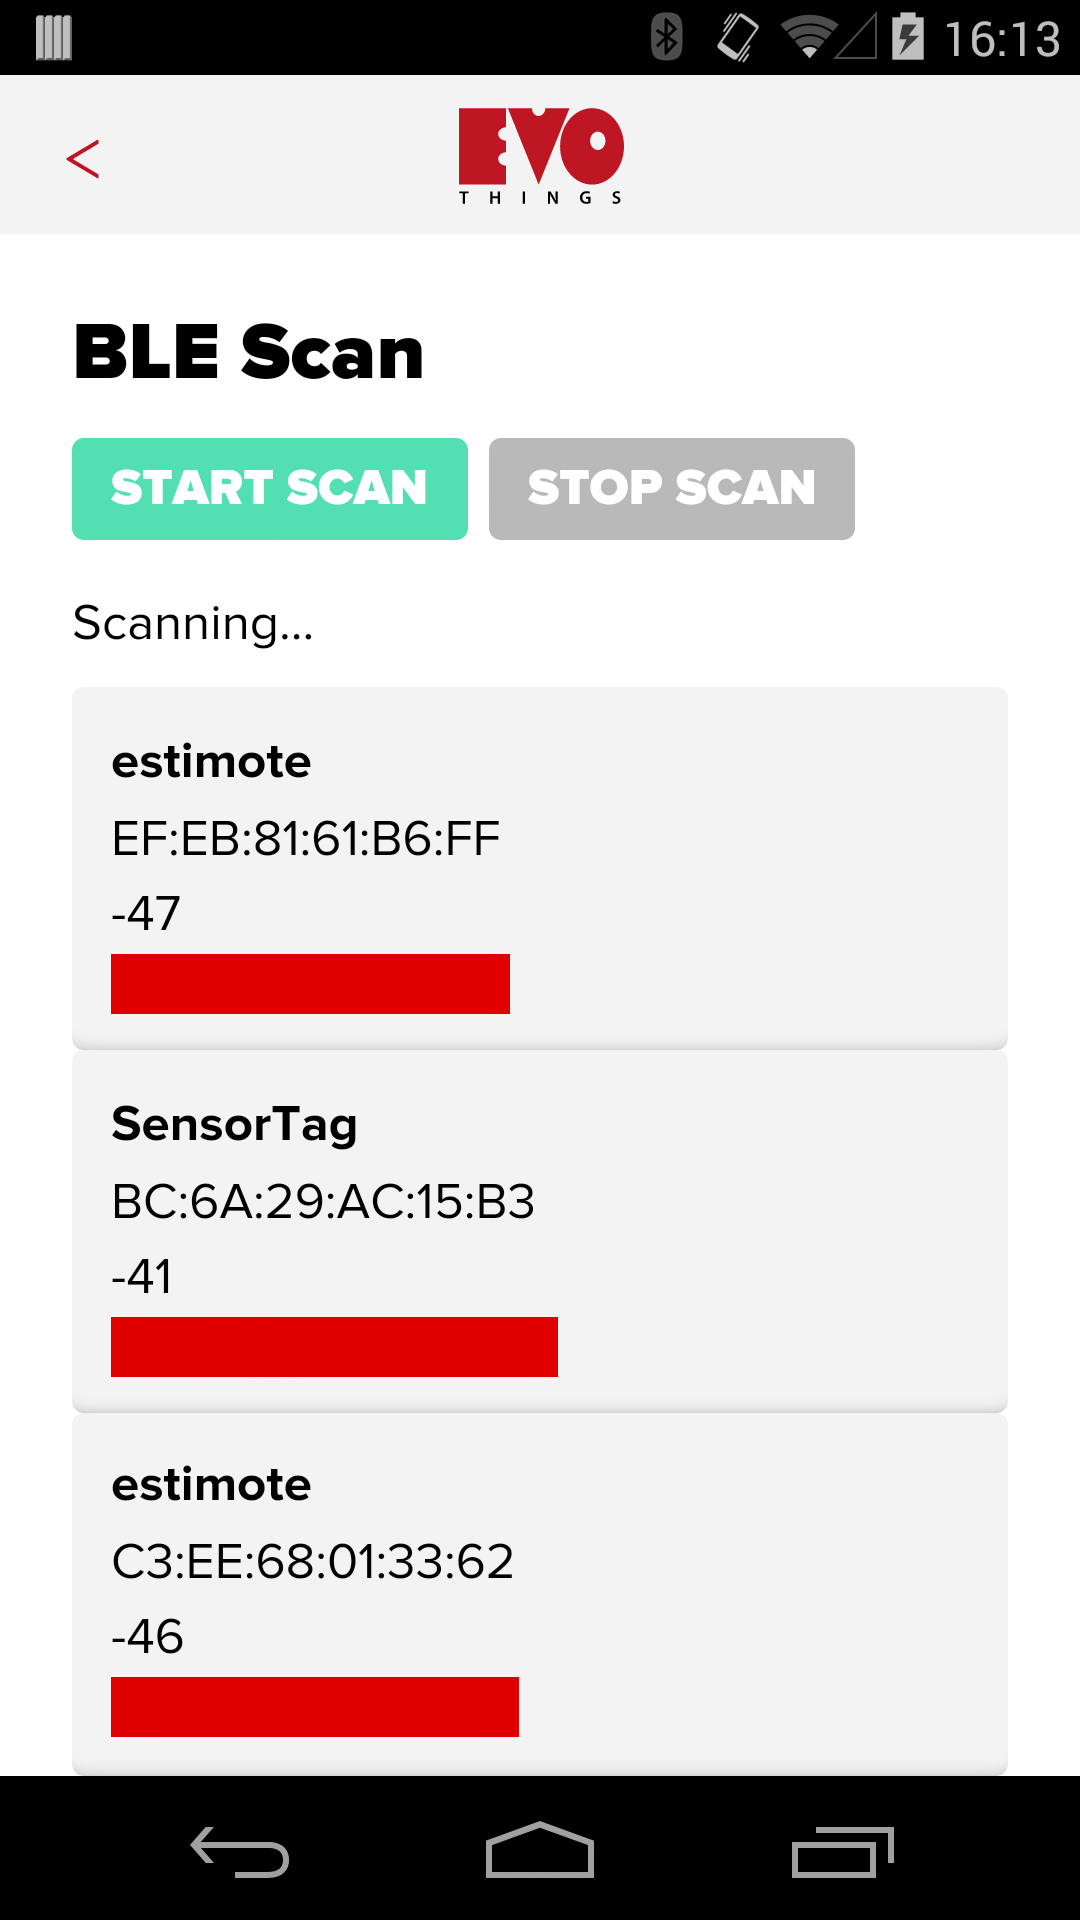 16:13
<
EVO
THINGS
BLE Scan
START SCAN STOP SCAN
Scanning...
estimote
EF:EB:81:61:B6:FF
-47
SensorTag
BC:6A:29:AC:15:B3
-41
estimote
C3:EE:68:01:33:62
-46